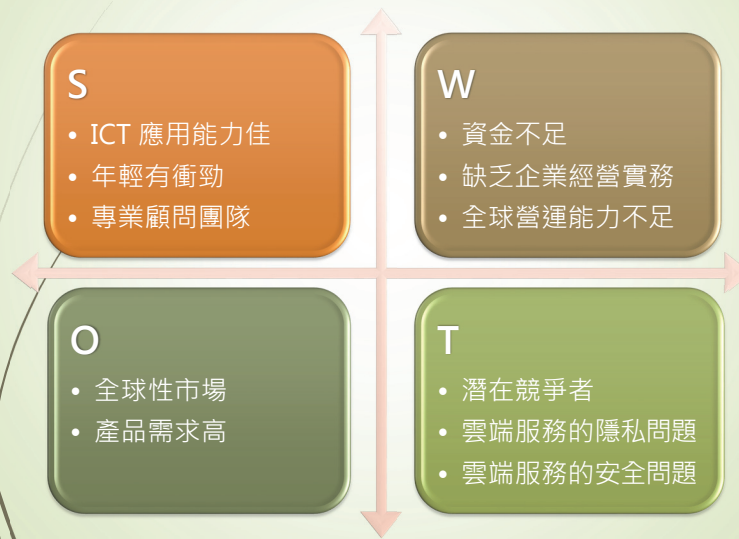 S
• ICT 應用能力佳
• 年輕有衝勁
• 專業顧問團隊
W
• 資金不足
• 缺乏企業經營實務
• 全球營運能力不足
O
• 全球性市場
• 產品需求高
T
• 潛在競爭者
• 雲端服務的隱私問題
• 雲端服務的安全問題